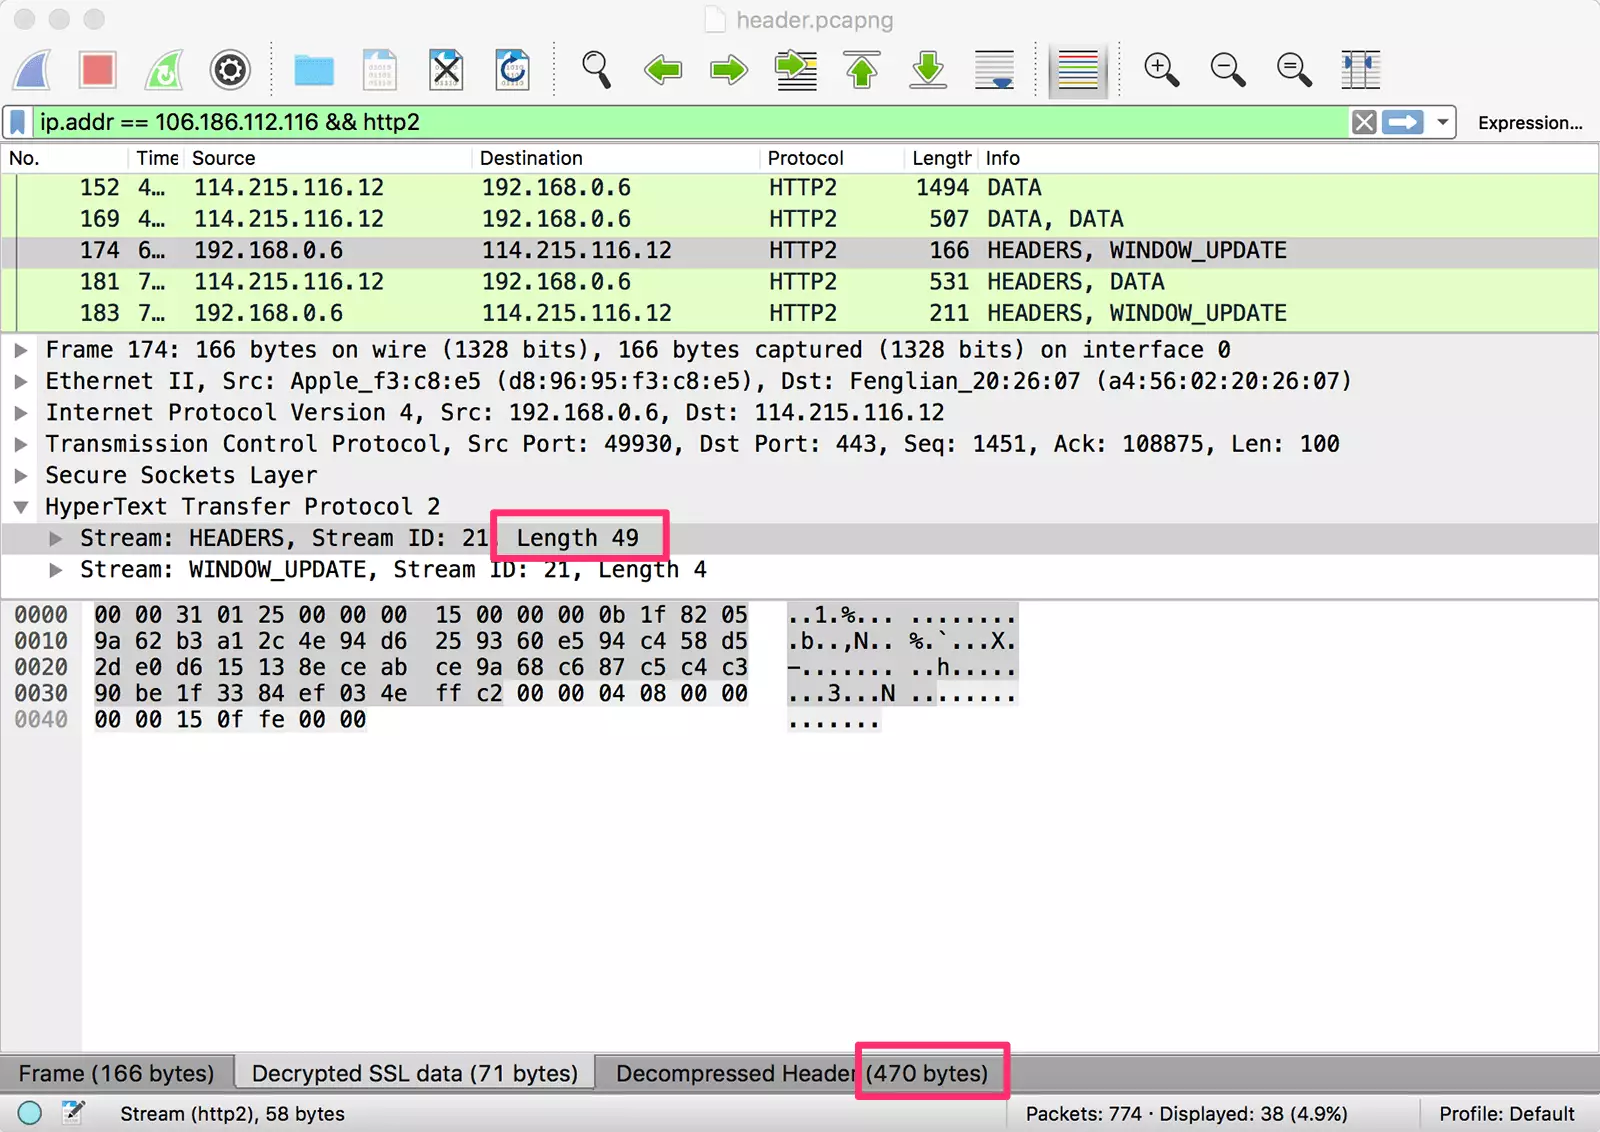 header.pcapng
ip.addr == 106.186.112.116 && http2
Expression...
No. Time Source Destination Protocol Length Info
152 4... 114.215.116.12 192.168.0.6 HTTP2 1494 DATA
169 4... 114.215.116.12 192.168.0.6 HTTP2 507 DATA, DATA
174 6... 192.168.0.6 114.215.116.12 HTTP2 166 HEADERS, WINDOW_UPDATE
181 7... 114.215.116.12 192.168.0.6 HTTP2 531 HEADERS, DATA
183 7... 192.168.0.6 114.215.116.12 HTTP2 211 HEADERS, WINDOW_UPDATE
Frame 174: 166 bytes on wire (1328 bits), 166 bytes captured (1328 bits) on interface 0
Ethernet II, Src: Apple_f3:c8:e5 (d8:96:95:f3:c8:e5), Dst: Fenglian_20:26:07 (a4:56:02:20:26:07)
Internet Protocol Version 4, Src: 192.168.0.6, Dst: 114.215.116.12
Transmission Control Protocol, Src Port: 49930, Dst Port: 443, Seq: 1451, Ack: 108875, Len: 100
Secure Sockets Layer
HyperText Transfer Protocol 2
Stream: HEADERS, Stream ID: 21, Length 49
Stream: WINDOW_UPDATE, Stream ID: 21, Length 4
0000 00 00 31 01 25 00 00 00 15 00 00 00 0b 1f 82 05 ..1.%... ........
0010 9a 62 b3 a1 2c 4e 94 d6 25 93 60 e5 94 c4 58 d5 .b..,N.. %.`...X.
0020 2d e0 d6 15 13 8e ce ab ce 9a 68 c6 87 c5 c4 c3 -....... ..h.....
0030 90 be 1f 33 84 ef 03 4e ff c2 00 00 04 08 00 00 ...3...N ........
0040 00 00 15 0f fe 00 00 .......
Frame (166 bytes) Decrypted SSL data (71 bytes) Decompressed Header (470 bytes)
Stream (http2), 58 bytes Packets: 774 · Displayed: 38 (4.9%) Profile: Default